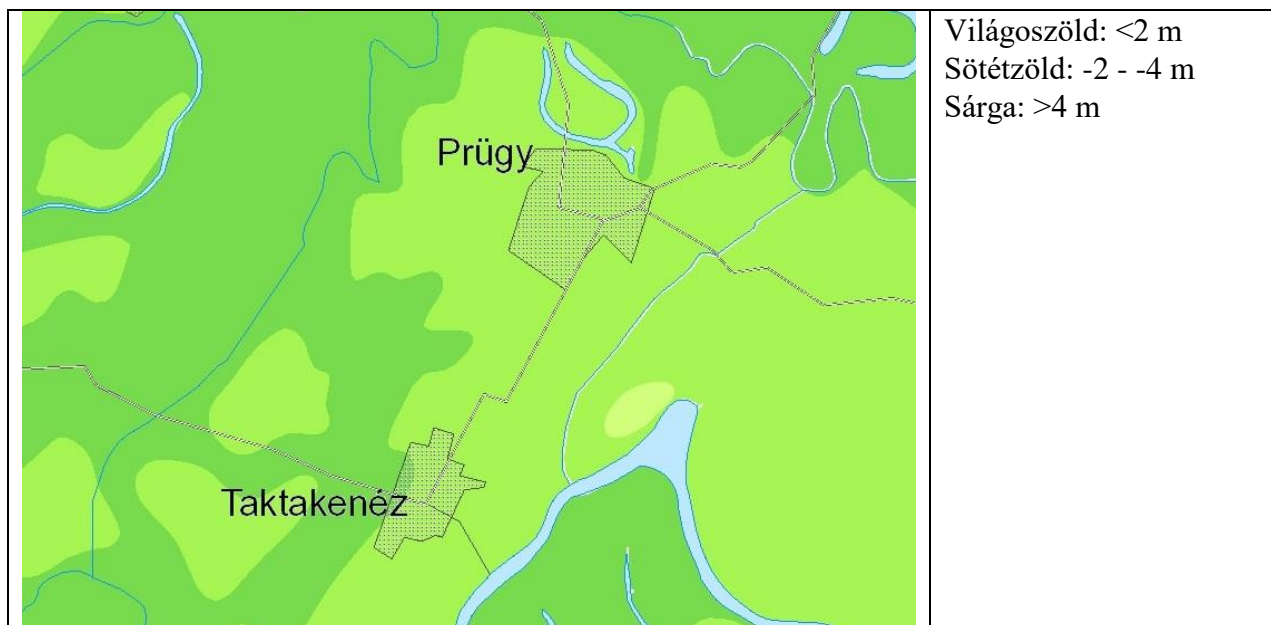 Prügy
Taktakenéz
Világoszöld: <2 m
Sötétzöld: -2 - -4 m
Sárga: >4 m